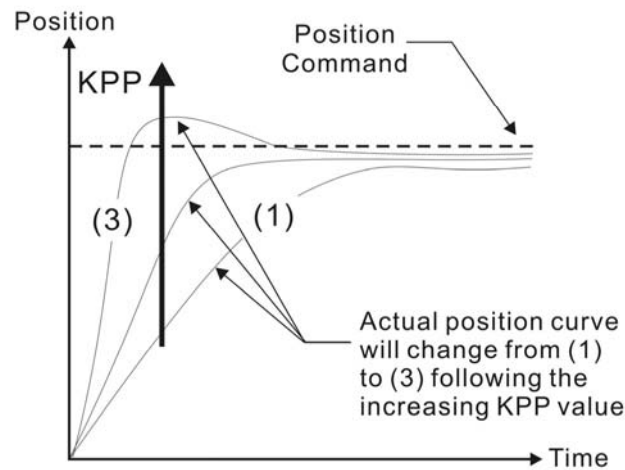 Position
Position
Command
KPP
(3)
(1)
Actual position curve
will change from (1)
to (3) following the
increasing KPP value
Time